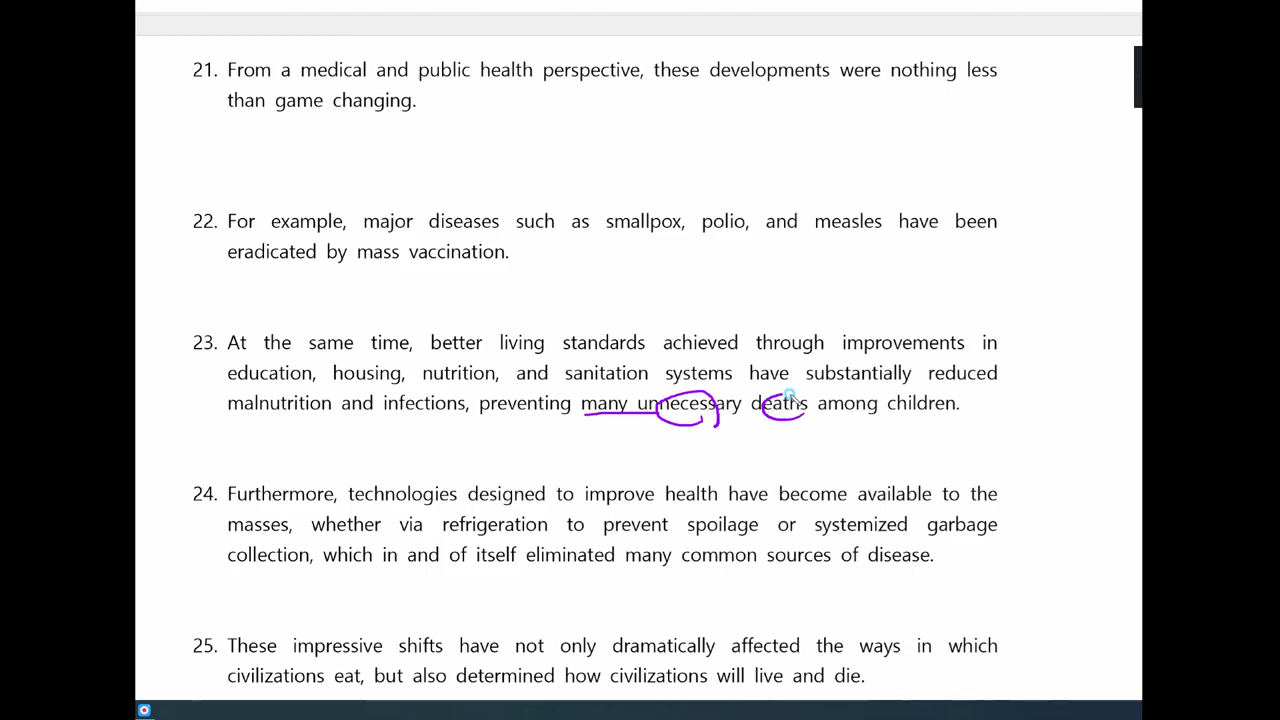 21. From a medical and public health perspective, these developments were nothing less
than game changing.
22. For example, major diseases such as smallpox, polio, and measles have been
eradicated by mass vaccination.
23. At the same time, better living standards achieved through improvements in
education, housing, nutrition, and sanitation systems have substantially reduced
malnutrition and infections, preventing many unnecessary deaths among children.
24. Furthermore, technologies designed to improve health have become available to the
masses, whether via refrigeration to prevent spoilage or systemized garbage
collection, which in and of itself eliminated many common sources of disease.
25. These impressive shifts have not only dramatically affected the ways in which
civilizations eat, but also determined how civilizations will live and die.